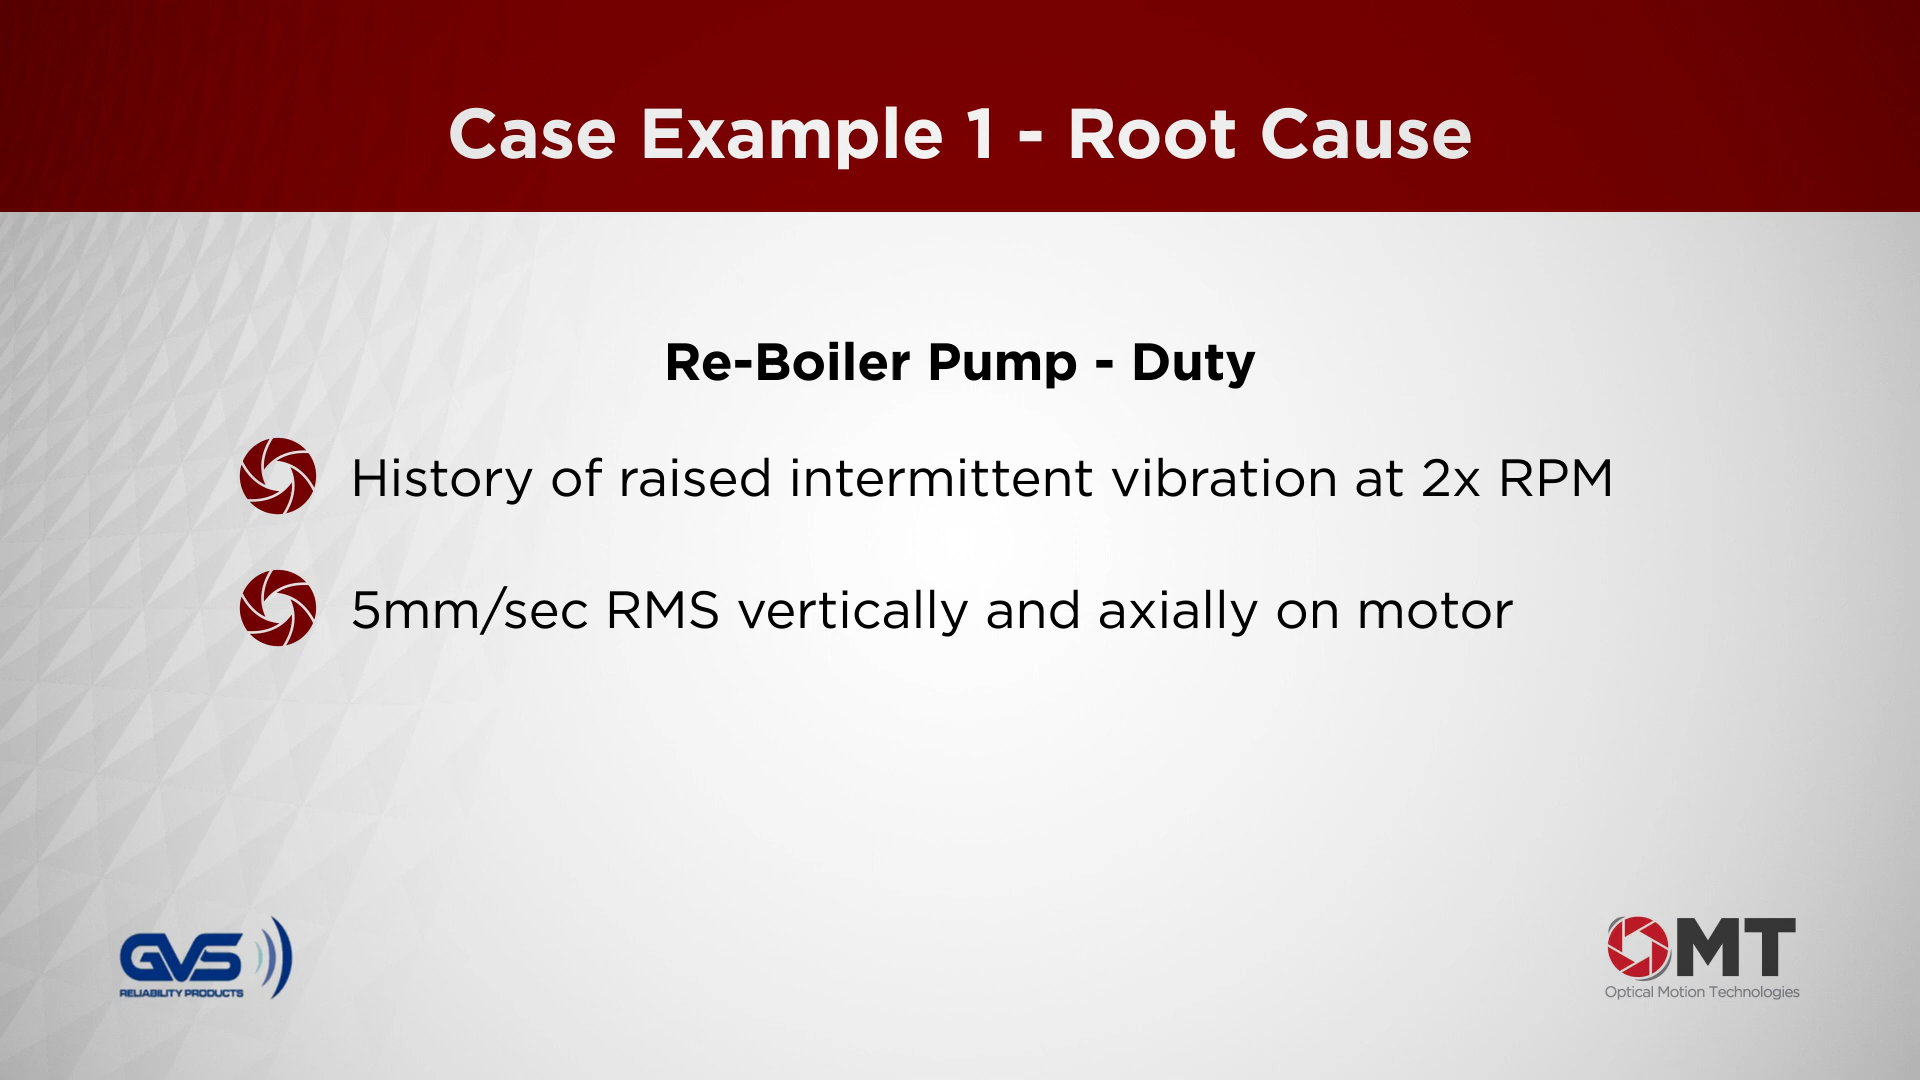 Case Example 1 - Root Cause
Re-Boiler Pump - Duty
History of raised intermittent vibration at 2x RPM
5mm/sec RMS vertically and axially on motor
GVS
RELIABILITY PRODUCTS
OMT
Optical Motion Technologies